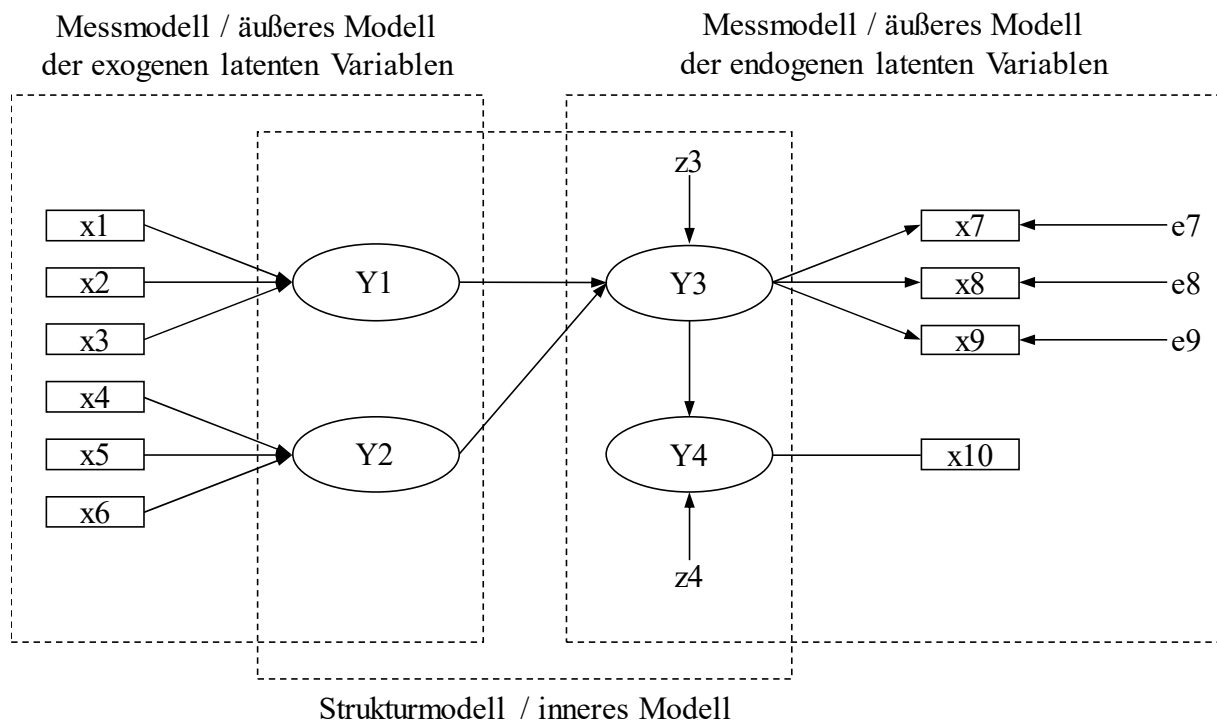 Messmodell / äußeres Modell
der exogenen latenten Variablen
Messmodell / äußeres Modell
der endogenen latenten Variablen
z3
x1
x7
e7
x2
Y1
Y3
x8
e8
x3
x9
e9
x4
x5
Y2
Y4
x10
x6
z4
Strukturmodell / inneres Modell